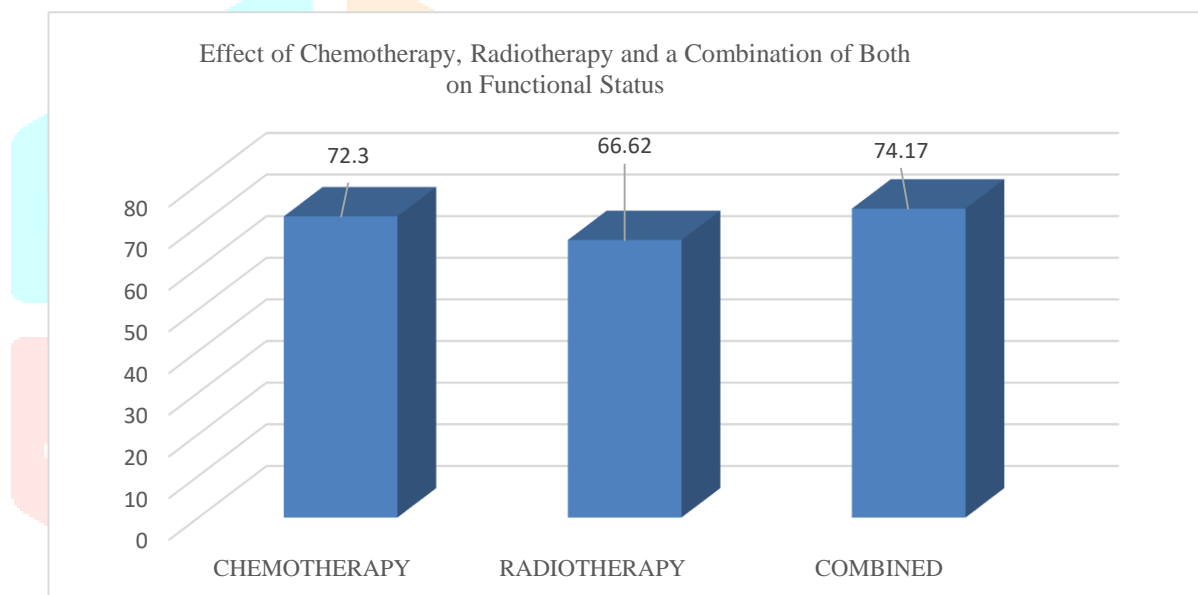 Effect of Chemotherapy, Radiotherapy and a Combination of Both
on Functional Status
72.3
66.62
74.17
80
70
60
50
40
30
20
10
0
CHEMOTHERAPY
RADIOTHERAPY
COMBINED